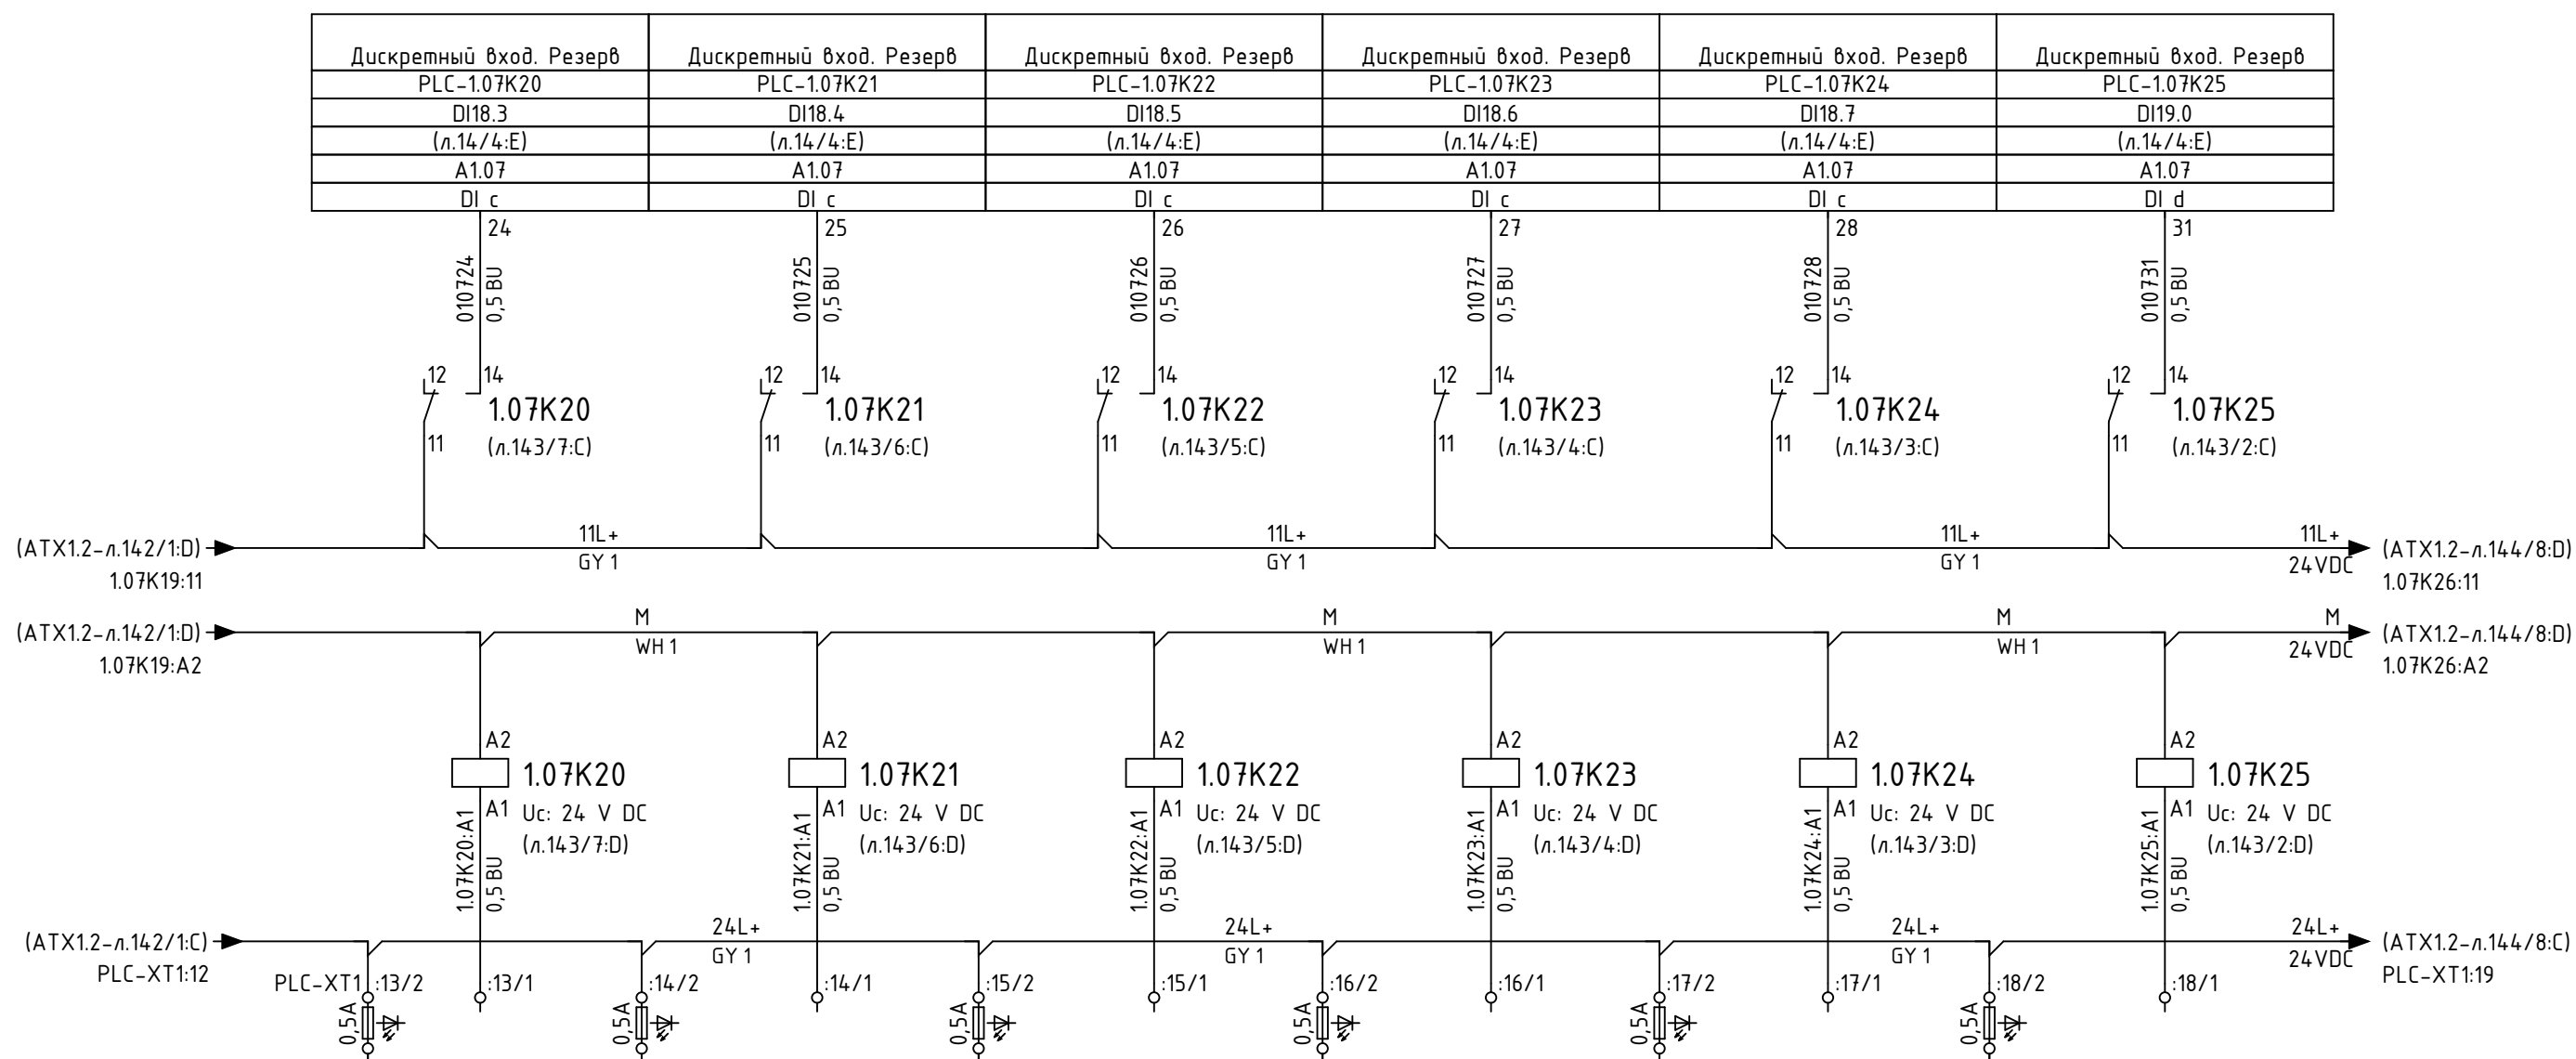 Дискретный вход. Резерв Дискретный вход. Резерв Дискретный вход. Резерв Дискретный вход. Резерв Дискретный вход. Резерв Дискретный вход. Резерв
PLC-1.07K20 PLC-1.07K21 PLC-1.07K22 PLC-1.07K23 PLC-1.07K24 PLC-1.07K25
DI18.3 DI18.4 DI18.5 DI18.6 DI18.7 DI19.0
(л.14/4:E) (л.14/4:E) (л.14/4:E) (л.14/4:E) (л.14/4:E) (л.14/4:E)
A1.07 A1.07 A1.07 A1.07 A1.07 A1.07
DI c DI c DI c DI c DI c DI d
24 25 26 27 28 31
010724 0,5 BU 010725 0,5 BU 010726 0,5 BU 010727 0,5 BU 010728 0,5 BU 010731 0,5 BU
12 14 12 14 12 14 12 14 12 14 12 14
1.07K20 1.07K21 1.07K22 1.07K23 1.07K24 1.07K25
11 (л.143/7:C) 11 (л.143/6:C) 11 (л.143/5:C) 11 (л.143/4:C) 11 (л.143/3:C) 11 (л.143/2:C)
11L+ 11L+ 11L+ 11L+
(ATX1.2-л.142/1:D) (ATX1.2-л.144/8:D)
GY 1 GY 1 GY 1 24VDC
1.07K19:11 1.07K26:11
M M M M
(ATX1.2-л.142/1:D) (ATX1.2-л.144/8:D)
WH 1 WH 1 WH 1 24VDC
1.07K19:A2 1.07K26:A2
A2 A2 A2 A2 A2 A2
1.07K20 1.07K21 1.07K22 1.07K23 1.07K24 1.07K25
A1 Uc: 24 V DC A1 Uc: 24 V DC A1 Uc: 24 V DC A1 Uc: 24 V DC A1 Uc: 24 V DC A1 Uc: 24 V DC
(л.143/7:D) (л.143/6:D) (л.143/5:D) (л.143/4:D) (л.143/3:D) (л.143/2:D)
1.07K20:A1 0,5 BU 1.07K21:A1 0,5 BU 1.07K22:A1 0,5 BU 1.07K23:A1 0,5 BU 1.07K24:A1 0,5 BU 1.07K25:A1 0,5 BU
24L+ 24L+ 24L+ 24L+
(ATX1.2-л.142/1:C) (ATX1.2-л.144/8:C)
GY 1 GY 1 GY 1 24VDC
PLC-XT1:12 PLC-XT1:19
PLC-XT1 :13/2 :13/1 :14/2 :14/1 :15/2 :15/1 :16/2 :16/1 :17/2 :17/1 :18/2 :18/1
0,5A 0,5A 0,5A 0,5A 0,5A 0,5A